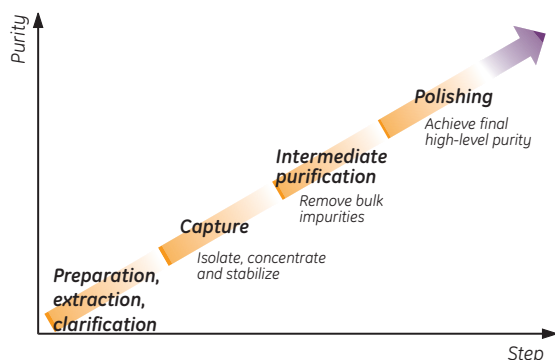 Purity
Polishing
Achieve final
high-level purity
Intermediate
purification
Remove bulk
impurities
Capture
Isolate, concentrate
and stabilize
Preparation,
extraction,
clarification
Step